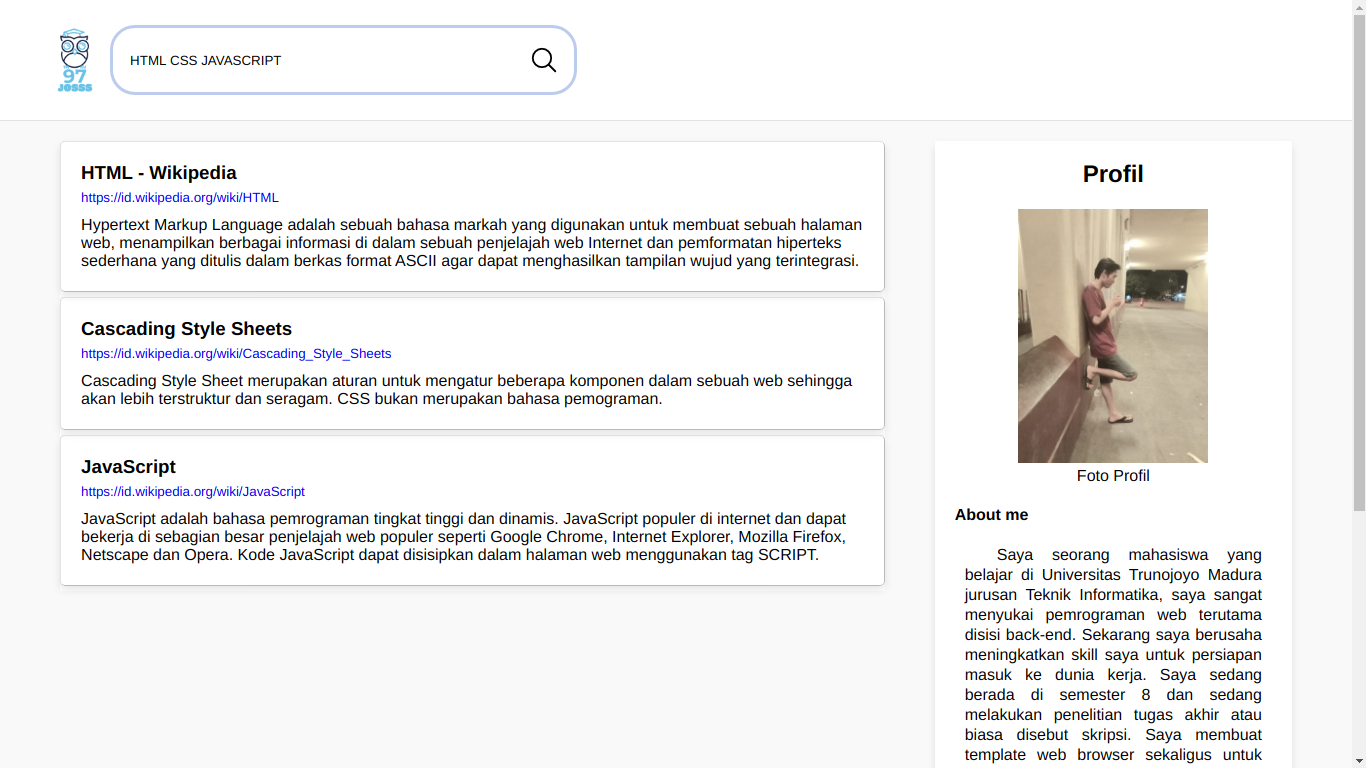 97
JOSSS
HTML CSS JAVASCRIPT
HTML - Wikipedia
https://id.wikipedia.org/wiki/HTML
Hypertext Markup Language adalah sebuah bahasa markah yang digunakan untuk membuat sebuah halaman
web, menampilkan berbagai informasi di dalam sebuah penjelajah web Internet dan pemformatan hiperteks
sederhana yang ditulis dalam berkas format ASCII agar dapat menghasilkan tampilan wujud yang terintegrasi.
Cascading Style Sheets
https://id.wikipedia.org/wiki/Cascading_Style_Sheets
Cascading Style Sheet merupakan aturan untuk mengatur beberapa komponen dalam sebuah web sehingga
akan lebih terstruktur dan seragam. CSS bukan merupakan bahasa pemograman.
JavaScript
https://id.wikipedia.org/wiki/JavaScript
JavaScript adalah bahasa pemrograman tingkat tinggi dan dinamis. JavaScript populer di internet dan dapat
bekerja di sebagian besar penjelajah web populer seperti Google Chrome, Internet Explorer, Mozilla Firefox,
Netscape dan Opera. Kode JavaScript dapat disisipkan dalam halaman web menggunakan tag SCRIPT.
Profil
Foto Profil
About me
Saya seorang mahasiswa yang
belajar di Universitas Trunojoyo Madura
jurusan Teknik Informatika, saya sangat
menyukai pemrograman web terutama
disisi back-end. Sekarang saya berusaha
meningkatkan skill saya untuk persiapan
masuk ke dunia kerja. Saya sedang
berada di semester 8 dan sedang
melakukan penelitian tugas akhir atau
biasa disebut skripsi. Saya membuat
template web browser sekaligus untuk